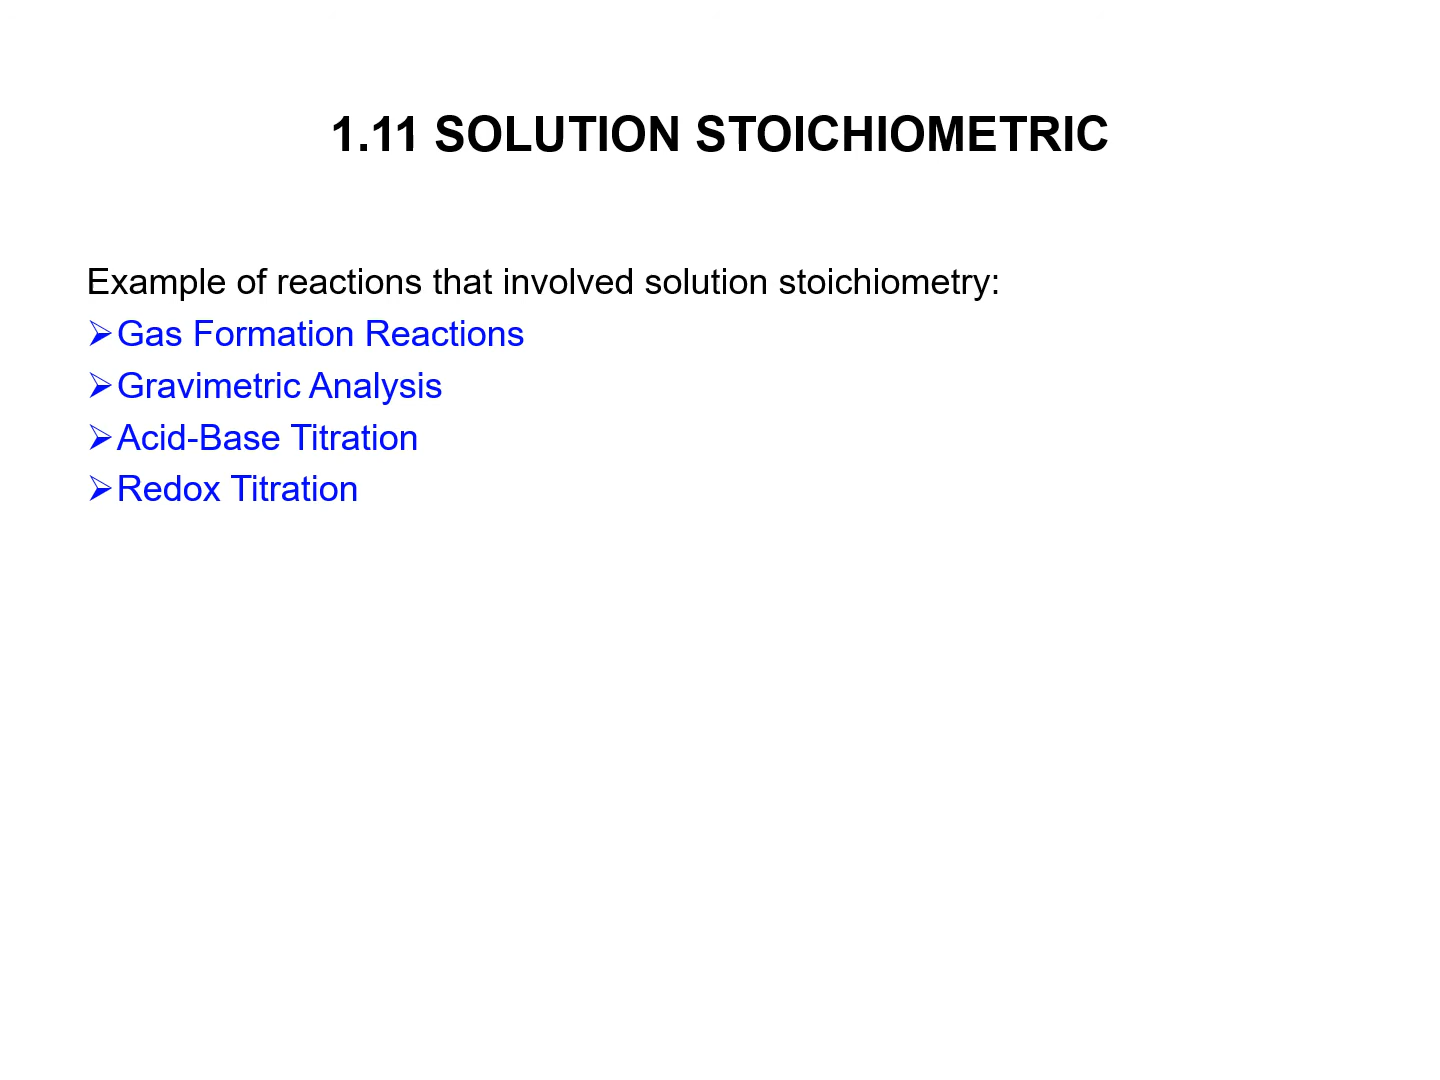 1.11 SOLUTION STOICHIOMETRIC
Example of reactions that involved solution stoichiometry:
➢Gas Formation Reactions
➢Gravimetric Analysis
➢Acid-Base Titration
➢Redox Titration